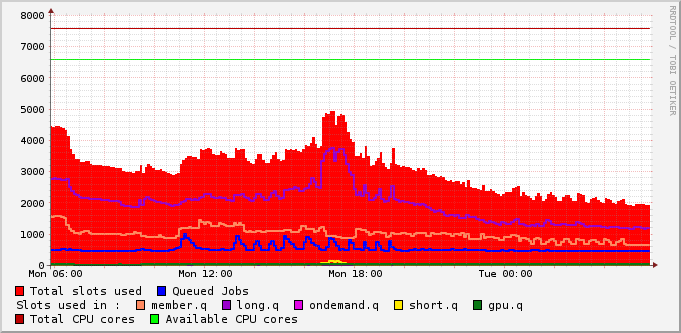 8000
7000
6000
5000
4000
3000
2000
1000
0
Mon 06:00 Mon 12:00 Mon 18:00 Tue 00:00
RRDTOOL / TOBI OETIKER
Total slots used Queued Jobs
Slots used in : member.q long.q ondemand.q short.q gpu.q
Total CPU cores Available CPU cores